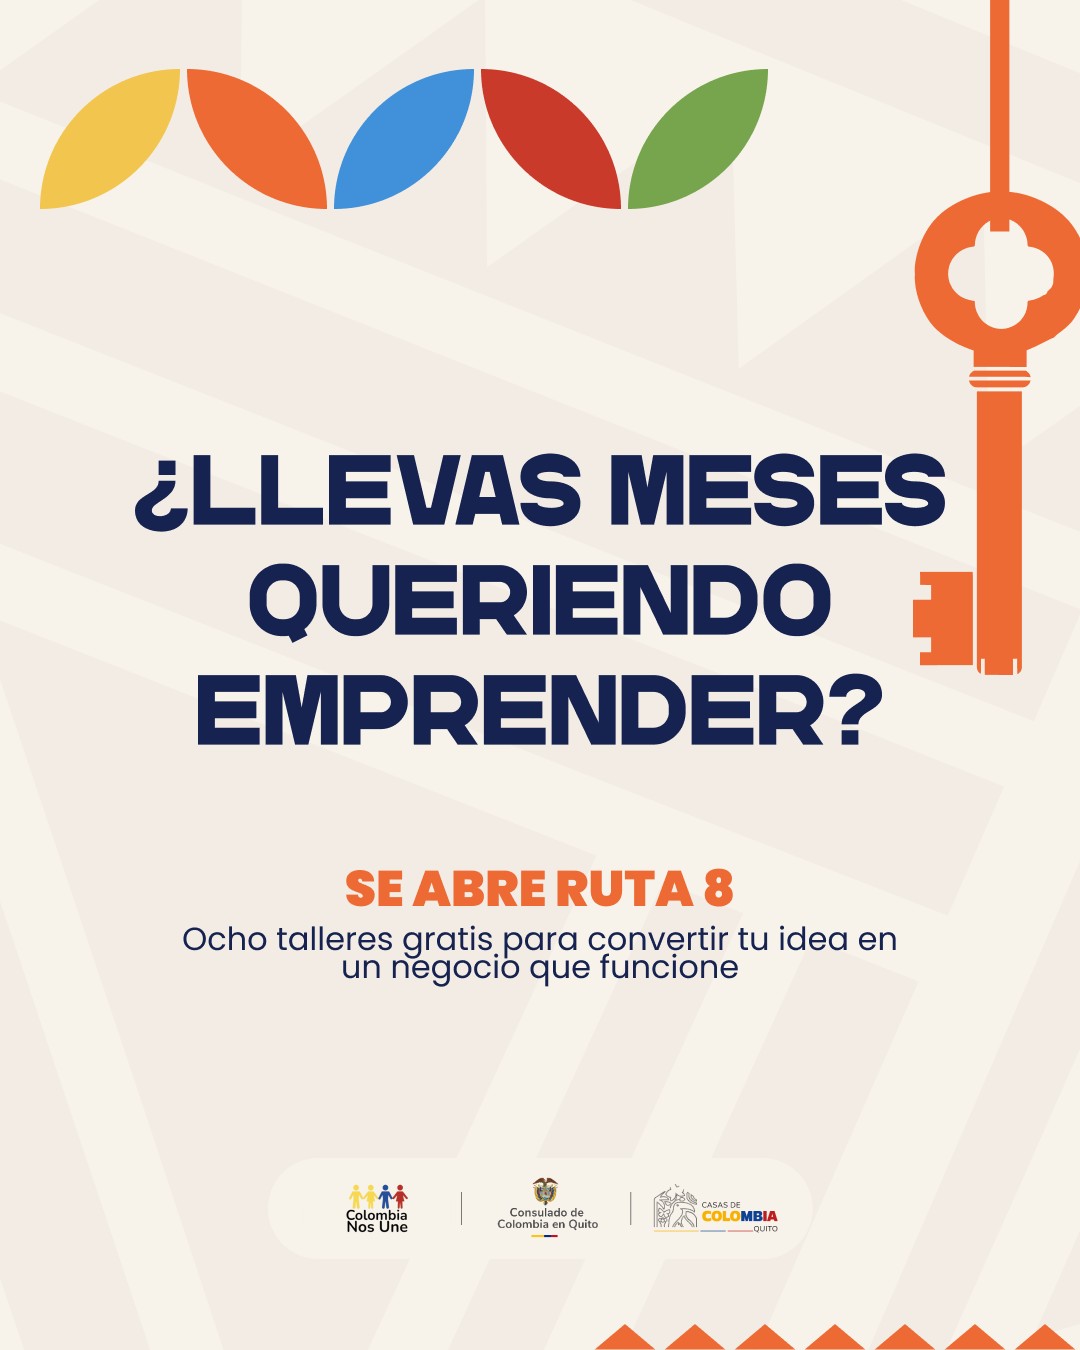 ¿LLEVAS MESES
QUERIENDO
EMPRENDER?
SE ABRE RUTA 8
Ocho talleres gratis para convertir tu idea en
un negocio que funcione
Colombia
Nos Une
Consulado de
Colombia en Quito
CASAS DE
COLOMBIA
QUITO